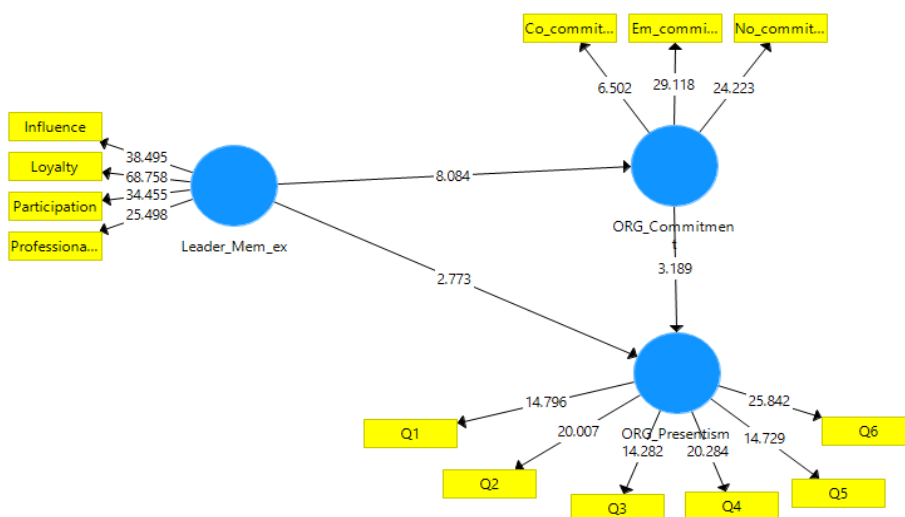 Co_commit...
Em_commi...
No_commit...
6.502
29.118
24.223
Influence
Loyalty
Participation
Professiona...
38.495
68.758
34.455
25.498
Leader_Mem_ex
8.084
ORG_Commitmen
t
3.189
2.773
14.796
20.007
14.282
20.284
14.729
25.842
ORG_Presentism
Q1
Q2
Q3
Q4
Q5
Q6